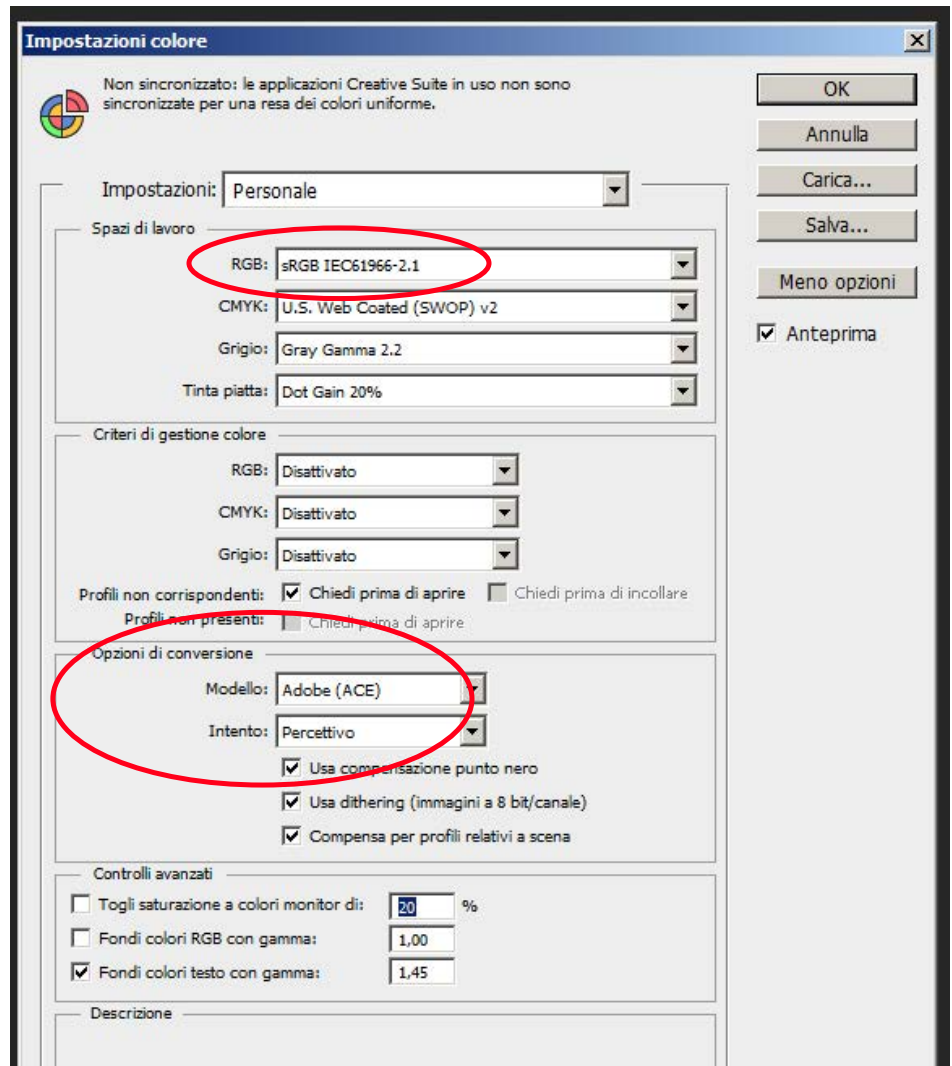 Impostazioni colore
Non sincronizzato: le applicazioni Creative Suite in uso non sono
sincronizzate per una resa dei colori uniforme.
OK
Annulla
Carica...
Salva...
Meno opzioni
Anteprima
Impostazioni: Personale
Spazi di lavoro
RGB: sRGB IEC61966-2.1
CMYK: U.S. Web Coated (SWOP) v2
Grigio: Gray Gamma 2.2
Tinta piatta: Dot Gain 20%
Criteri di gestione colore
RGB: Disattivato
CMYK: Disattivato
Grigio: Disattivato
Profili non corrispondenti: Chiedi prima di aprire Chiedi prima di incollare
Profili non presenti: Chiedi prima di aprire
Opzioni di conversione
Modello: Adobe (ACE)
Intento: Percettivo
Usa compensazione punto nero
Usa dithering (immagini a 8 bit/canale)
Compensa per profili relativi a scena
Controlli avanzati
Togli saturazione a colori monitor di: 20 %
Fondi colori RGB con gamma: 1,00
Fondi colori testo con gamma: 1,45
Descrizione